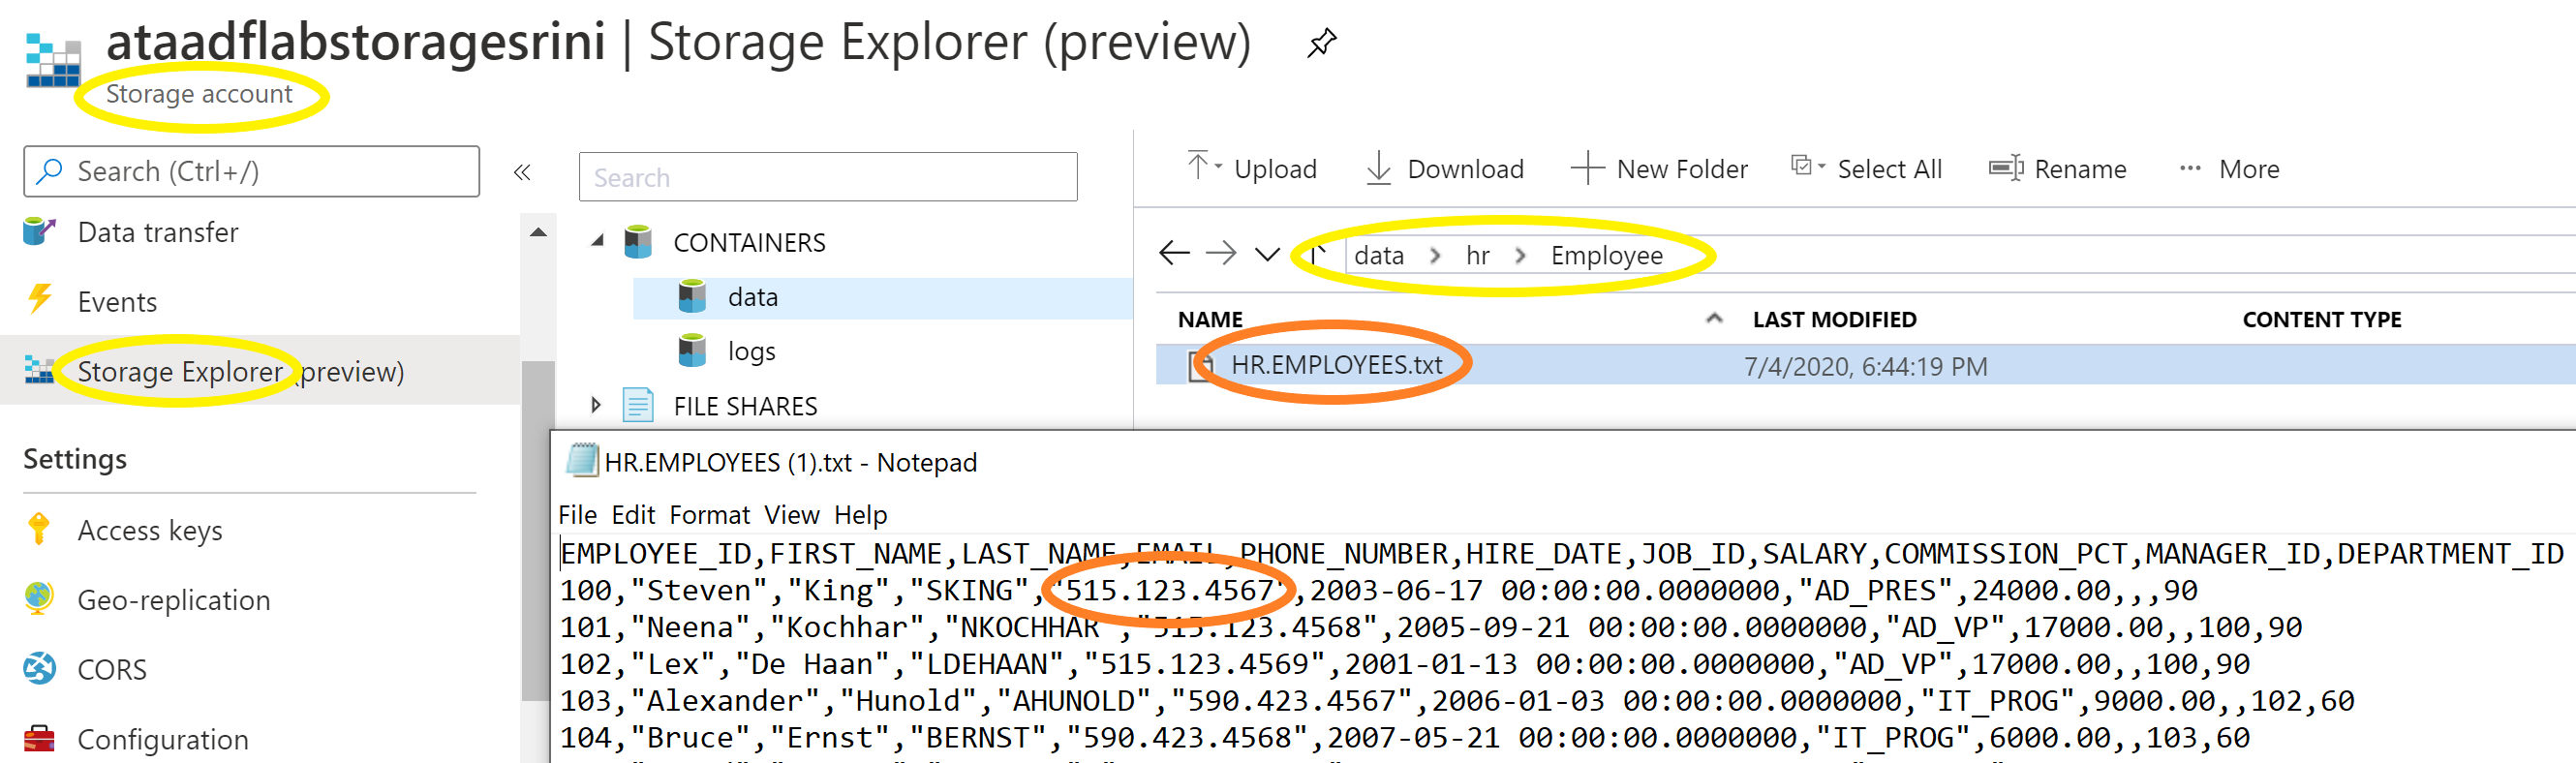 ataadflabstoragesrini | Storage Explorer (preview)
Storage account
Search (Ctrl+/)
«
Data transfer
Events
Storage Explorer (preview)
Settings
Access keys
Geo-replication
CORS
Configuration
Search
CONTAINERS
data
logs
FILE SHARES
Upload Download New Folder Select All Rename ··· More
data > hr > Employee
NAME LAST MODIFIED CONTENT TYPE
HR.EMPLOYEES.txt 7/4/2020, 6:44:19 PM
HR.EMPLOYEES (1).txt - Notepad
File Edit Format View Help
EMPLOYEE_ID,FIRST_NAME,LAST_NAME,EMAIL,PHONE_NUMBER,HIRE_DATE,JOB_ID,SALARY,COMMISSION_PCT,MANAGER_ID,DEPARTMENT_ID
100,"Steven","King","SKING","515.123.4567",2003-06-17 00:00:00.0000000,"AD_PRES",24000.00,,,90
101,"Neena","Kochhar","NKOCHHAR","515.123.4568",2005-09-21 00:00:00.0000000,"AD_VP",17000.00,,100,90
102,"Lex","De Haan","LDEHAAN","515.123.4569",2001-01-13 00:00:00.0000000,"AD_VP",17000.00,,100,90
103,"Alexander","Hunold","AHUNOLD","590.423.4567",2006-01-03 00:00:00.0000000,"IT_PROG",9000.00,,102,60
104,"Bruce","Ernst","BERNST","590.423.4568",2007-05-21 00:00:00.0000000,"IT_PROG",6000.00,,103,60